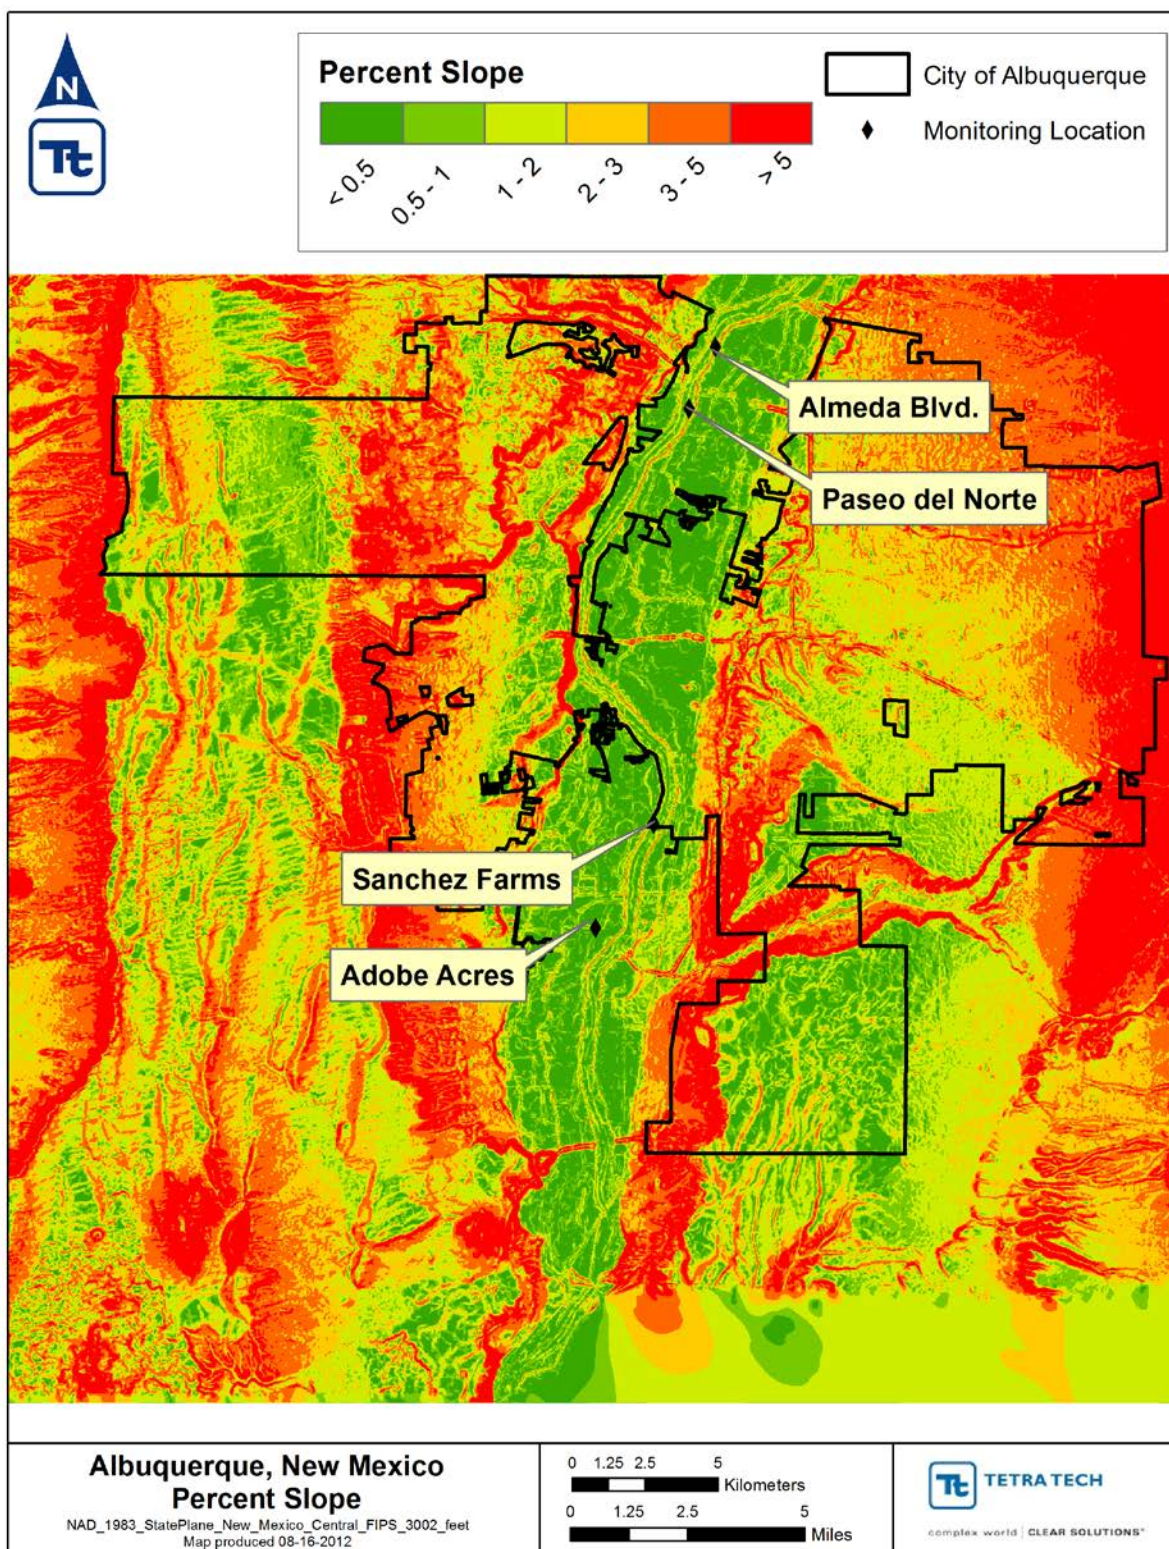 N
Tt
Percent Slope
< 0.5
0.5 - 1
1 - 2
2 - 3
3 - 5
> 5
City of Albuquerque
Monitoring Location
Almeda Blvd.
Paseo del Norte
Sanchez Farms
Adobe Acres
Albuquerque, New Mexico
Percent Slope
NAD_1983_StatePlane_New_Mexico_Central_FIPS_3002_feet
Map produced 08-16-2012
0 1.25 2.5 5
Kilometers
0 1.25 2.5 5
Miles
Tt TETRA TECH
complex world | CLEAR SOLUTIONS™